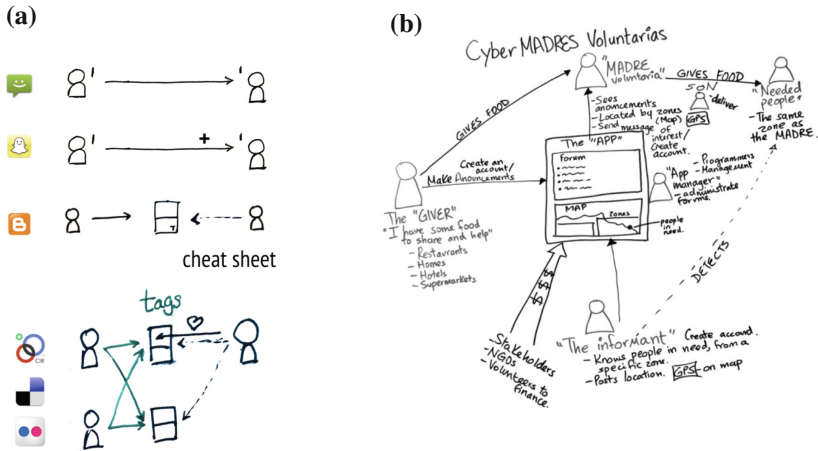 (a)
+
cheat sheet
T
tags
CiR
(b)
CyberMADRES Voluntarias
"MADRE
voluntaria"
GIVES FOOD
GIVES FOOD
SON
deliver
GPS
"Needed
people"
- The same
zone as
the MADRE.
- Sees
anouncements
- Located by zones
(Map)
- Send message
of
interest/
Create
account.
The "APP"
Forum
MAP
zones
people
in need.
Create an
account/
Make Anouncements
"App
manager"
- Programmers
- Management
- administrate
forums.
The "GIVER"
"I have some food
to share and help"
- Restaurants
- Homes
- Hotels
- Supermarkets
DETECTS
$
$
$
- Stakeholders
- NGOs
- Volunteers to
finance.
"The informant"
Create account.
- Knows people in need, from a
specific zone.
- Posts location. GPS - on map